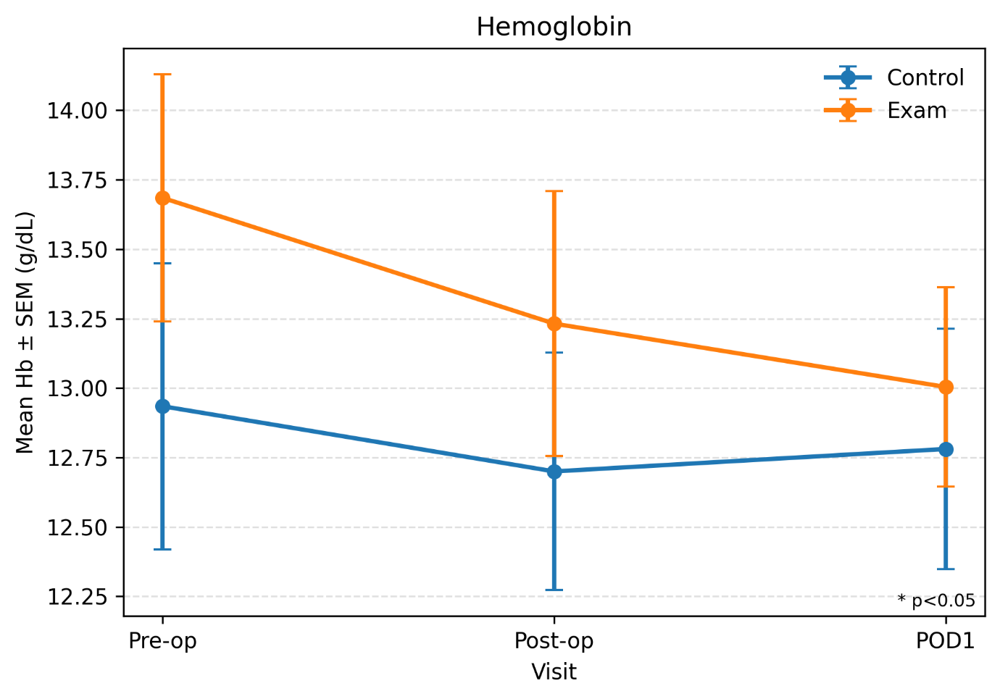 Hemoglobin
Control
Exam
14.00
13.75
13.50
13.25
13.00
12.75
12.50
12.25
Mean Hb ± SEM (g/dL)
* p<0.05
Pre-op Post-op POD1
Visit